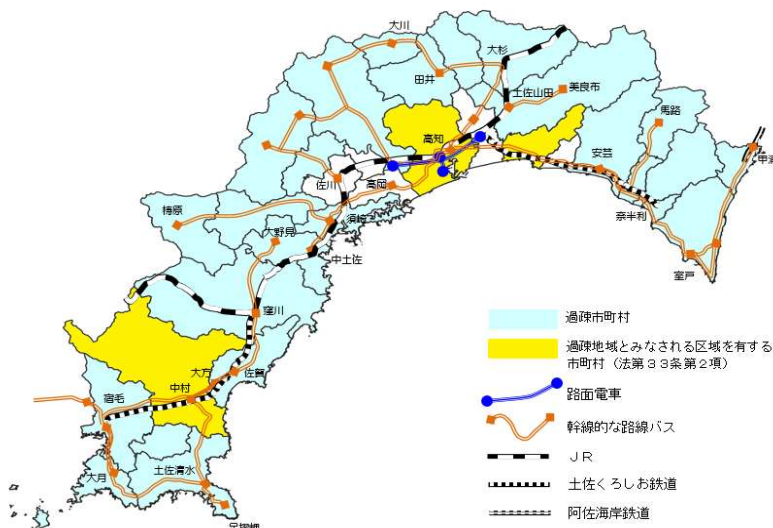 大川
大杉
田井
土佐山田
美良布
馬路
高知
安芸
佐川
高岡
奈半利
梼原
須崎
大野見
中土佐
室戸
窪川
過疎市町村
過疎地域とみなされる区域を有する
市町村(法第33条第2項)
大方
佐賀
中村
路面電車
宿毛
幹線的な路線バス
JR
大月
土佐清水
土佐くろしお鉄道
阿佐海岸鉄道